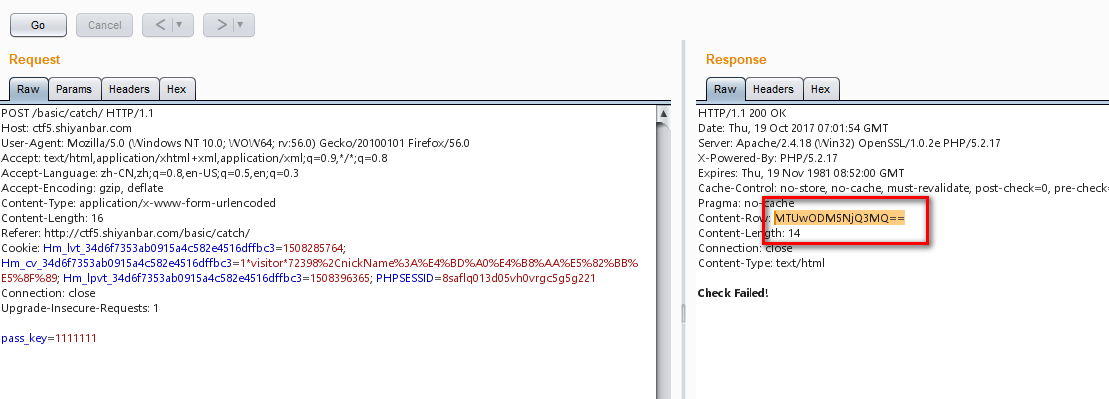 Go
Cancel
<
>
Request
Response
Raw
Params
Headers
Hex
Raw
Headers
Hex
POST /basic/catch/ HTTP/1.1
Host: ctf5.shiyanbar.com
User-Agent: Mozilla/5.0 (Windows NT 10.0; WOW64; rv:56.0) Gecko/20100101 Firefox/56.0
Accept: text/html,application/xhtml+xml,application/xml;q=0.9,*/*;q=0.8
Accept-Language: zh-CN,zh;q=0.8,en-US;q=0.5,en;q=0.3
Accept-Encoding: gzip, deflate
Content-Type: application/x-www-form-urlencoded
Content-Length: 16
Referer: http://ctf5.shiyanbar.com/basic/catch/
Cookie: Hm_lvt_34d6f7353ab0915a4c582e4516dffbc3=1508285764;
Hm_cv_34d6f7353ab0915a4c582e4516dffbc3=1*visitor*72398%2CnickName%3A%E4%BD%A0%E4%B8%AA%E5%82%BB%
E5%8F%89; Hm_lpvt_34d6f7353ab0915a4c582e4516dffbc3=1508396365; PHPSESSID=8saflq013d05vh0vrgc5g5g221
Connection: close
Upgrade-Insecure-Requests: 1
pass_key=1111111
HTTP/1.1 200 OK
Date: Thu, 19 Oct 2017 07:01:54 GMT
Server: Apache/2.4.18 (Win32) OpenSSL/1.0.2e PHP/5.2.17
X-Powered-By: PHP/5.2.17
Expires: Thu, 19 Nov 1981 08:52:00 GMT
Cache-Control: no-store, no-cache, must-revalidate, post-check=0, pre-check=
Pragma: no-cache
Content-Row: MTUwODM5NjQ3MQ==
Content-Length: 14
Connection: close
Content-Type: text/html
Check Failed!